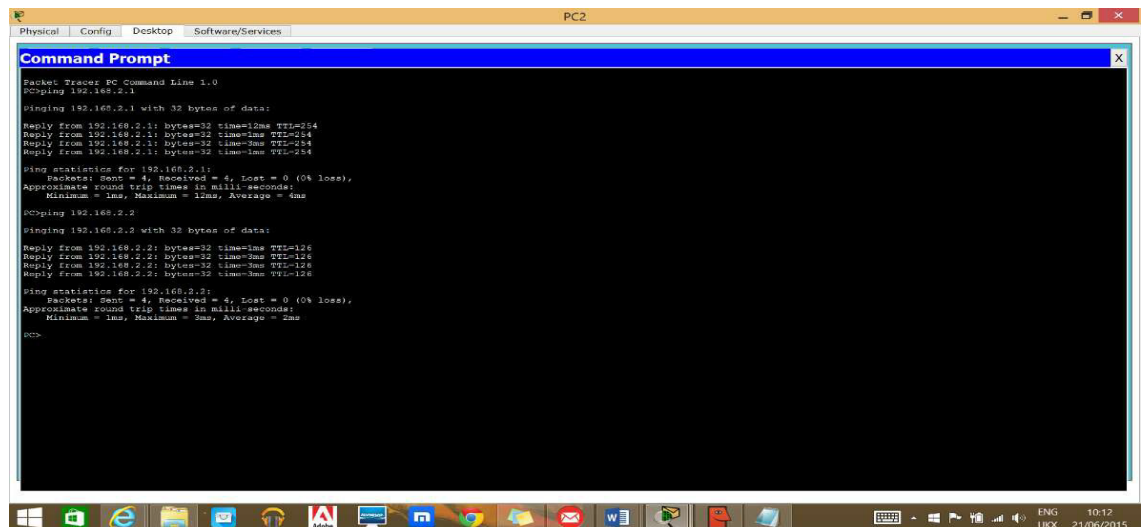 PC2
Physical Config Desktop Software/Services
Command Prompt
X
Packet Tracer PC Command Line 1.0
PC>ping 192.168.2.1
Pinging 192.168.2.1 with 32 bytes of data:
Reply from 192.168.2.1: bytes=32 time=12ms TTL=254
Reply from 192.168.2.1: bytes=32 time=1ms TTL=254
Reply from 192.168.2.1: bytes=32 time=3ms TTL=254
Reply from 192.168.2.1: bytes=32 time=1ms TTL=254
Ping statistics for 192.168.2.1:
Packets: Sent = 4, Received = 4, Lost = 0 (0% loss),
Approximate round trip times in milli-seconds:
Minimum = 1ms, Maximum = 12ms, Average = 4ms
PC>ping 192.168.2.2
Pinging 192.168.2.2 with 32 bytes of data:
Reply from 192.168.2.2: bytes=32 time=1ms TTL=126
Reply from 192.168.2.2: bytes=32 time=3ms TTL=126
Reply from 192.168.2.2: bytes=32 time=3ms TTL=126
Reply from 192.168.2.2: bytes=32 time=3ms TTL=126
Ping statistics for 192.168.2.2:
Packets: Sent = 4, Received = 4, Lost = 0 (0% loss),
Approximate round trip times in milli-seconds:
Minimum = 1ms, Maximum = 3ms, Average = 2ms
PC>
Adobe
ENG 10:12
UKX 21/06/2015